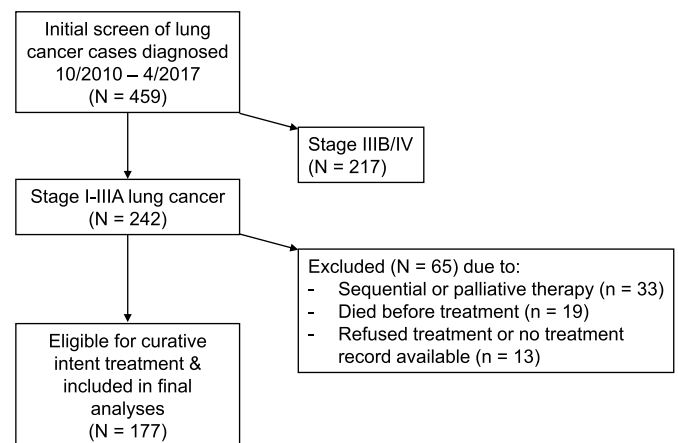 Initial screen of lung
cancer cases diagnosed
10/2010 – 4/2017
(N = 459)
Stage IIIB/IV
(N = 217)
Stage I-IIIA lung cancer
(N = 242)
Excluded (N = 65) due to:
- Sequential or palliative therapy (n = 33)
- Died before treatment (n = 19)
- Refused treatment or no treatment
record available (n = 13)
Eligible for curative
intent treatment &
included in final
analyses
(N = 177)